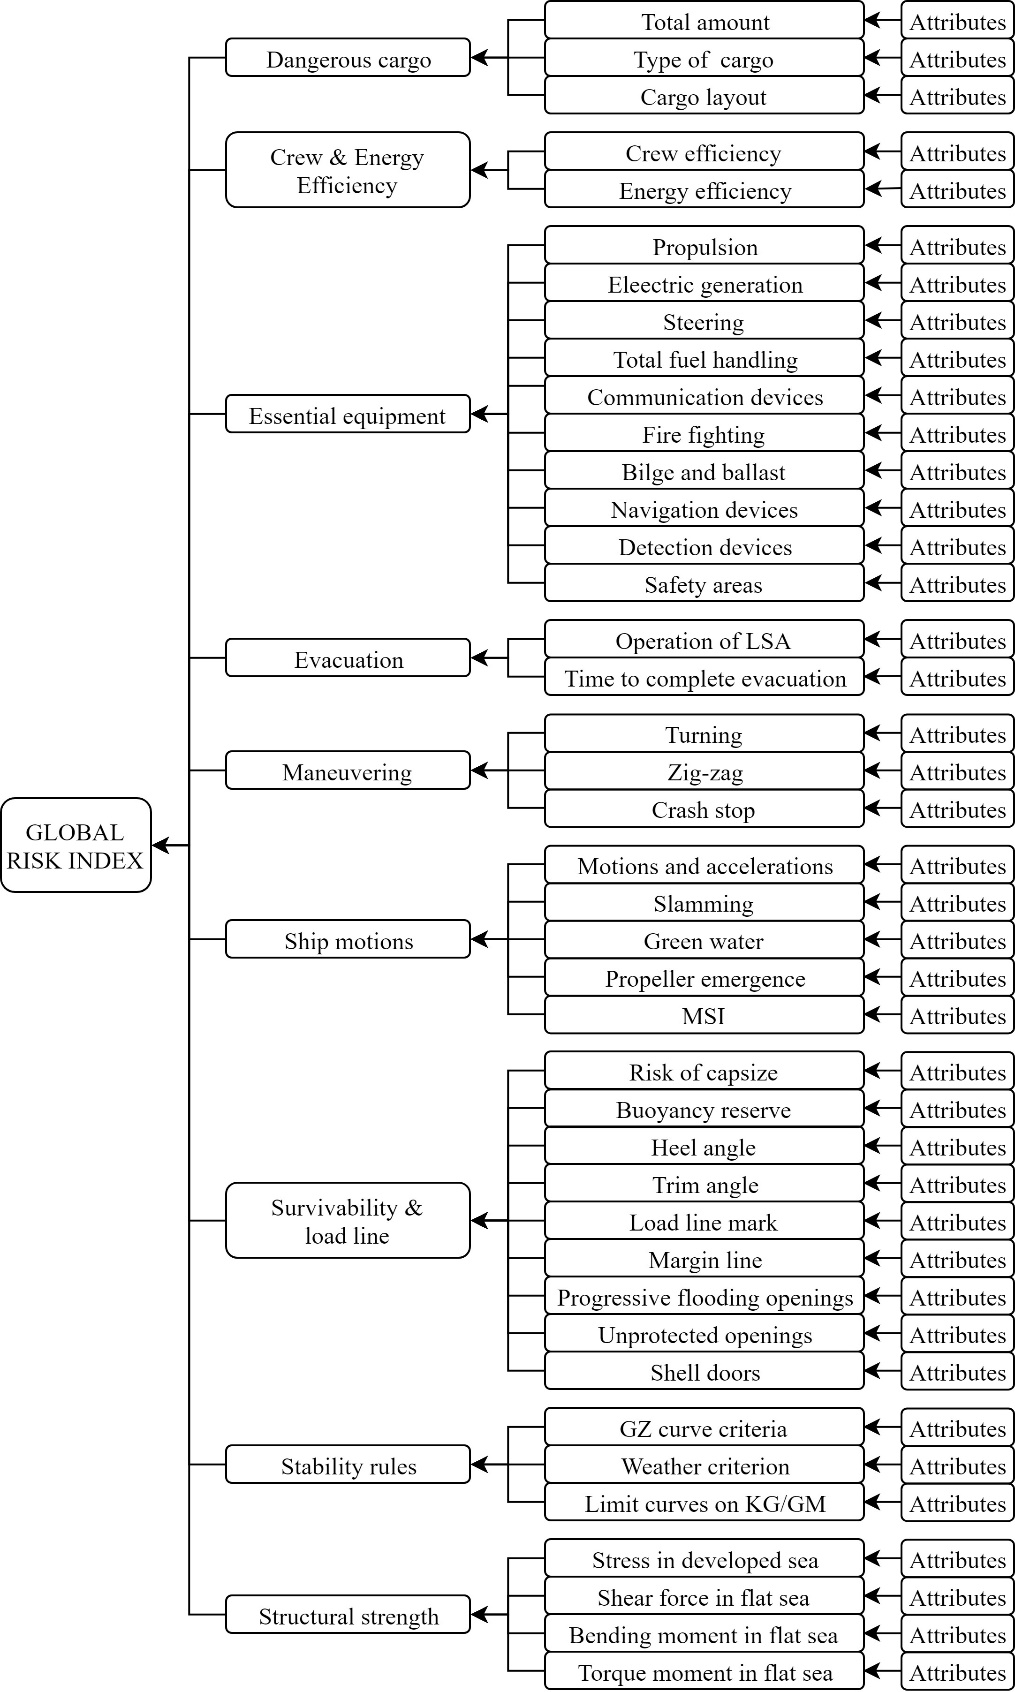 GLOBAL
RISK INDEX
Dangerous cargo
Total amount
Attributes
Type of cargo
Attributes
Cargo layout
Attributes
Crew & Energy
Efficiency
Crew efficiency
Attributes
Energy efficiency
Attributes
Essential equipment
Propulsion
Attributes
Eleectric generation
Attributes
Steering
Attributes
Total fuel handling
Attributes
Communication devices
Attributes
Fire fighting
Attributes
Bilge and ballast
Attributes
Navigation devices
Attributes
Detection devices
Attributes
Safety areas
Attributes
Evacuation
Operation of LSA
Attributes
Time to complete evacuation
Attributes
Maneuvering
Turning
Attributes
Zig-zag
Attributes
Crash stop
Attributes
Ship motions
Motions and accelerations
Attributes
Slamming
Attributes
Green water
Attributes
Propeller emergence
Attributes
MSI
Attributes
Survivability &
load line
Risk of capsize
Attributes
Buoyancy reserve
Attributes
Heel angle
Attributes
Trim angle
Attributes
Load line mark
Attributes
Margin line
Attributes
Progressive flooding openings
Attributes
Unprotected openings
Attributes
Shell doors
Attributes
Stability rules
GZ curve criteria
Attributes
Weather criterion
Attributes
Limit curves on KG/GM
Attributes
Structural strength
Stress in developed sea
Attributes
Shear force in flat sea
Attributes
Bending moment in flat sea
Attributes
Torque moment in flat sea
Attributes